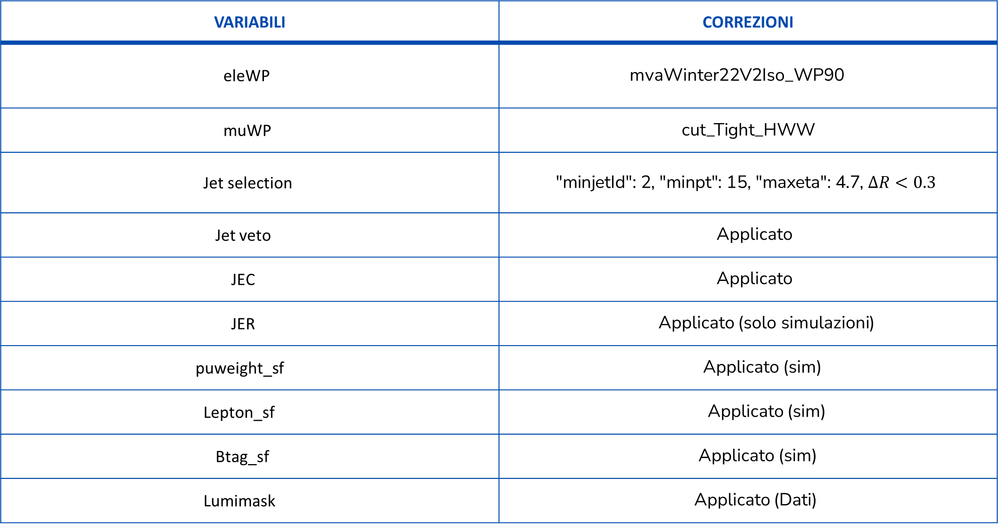 VARIABILI CORREZIONI
eleWP mvaWinter22V2Iso_WP90
muWP cut_Tight_HWW
Jet selection "minjetId": 2, "minpt": 15, "maxeta": 4.7, Δ𝑅 < 0.3
Jet veto Applicato
JEC Applicato
JER Applicato (solo simulazioni)
puweight_sf Applicato (sim)
Lepton_sf Applicato (sim)
Btag_sf Applicato (sim)
Lumimask Applicato (Dati)